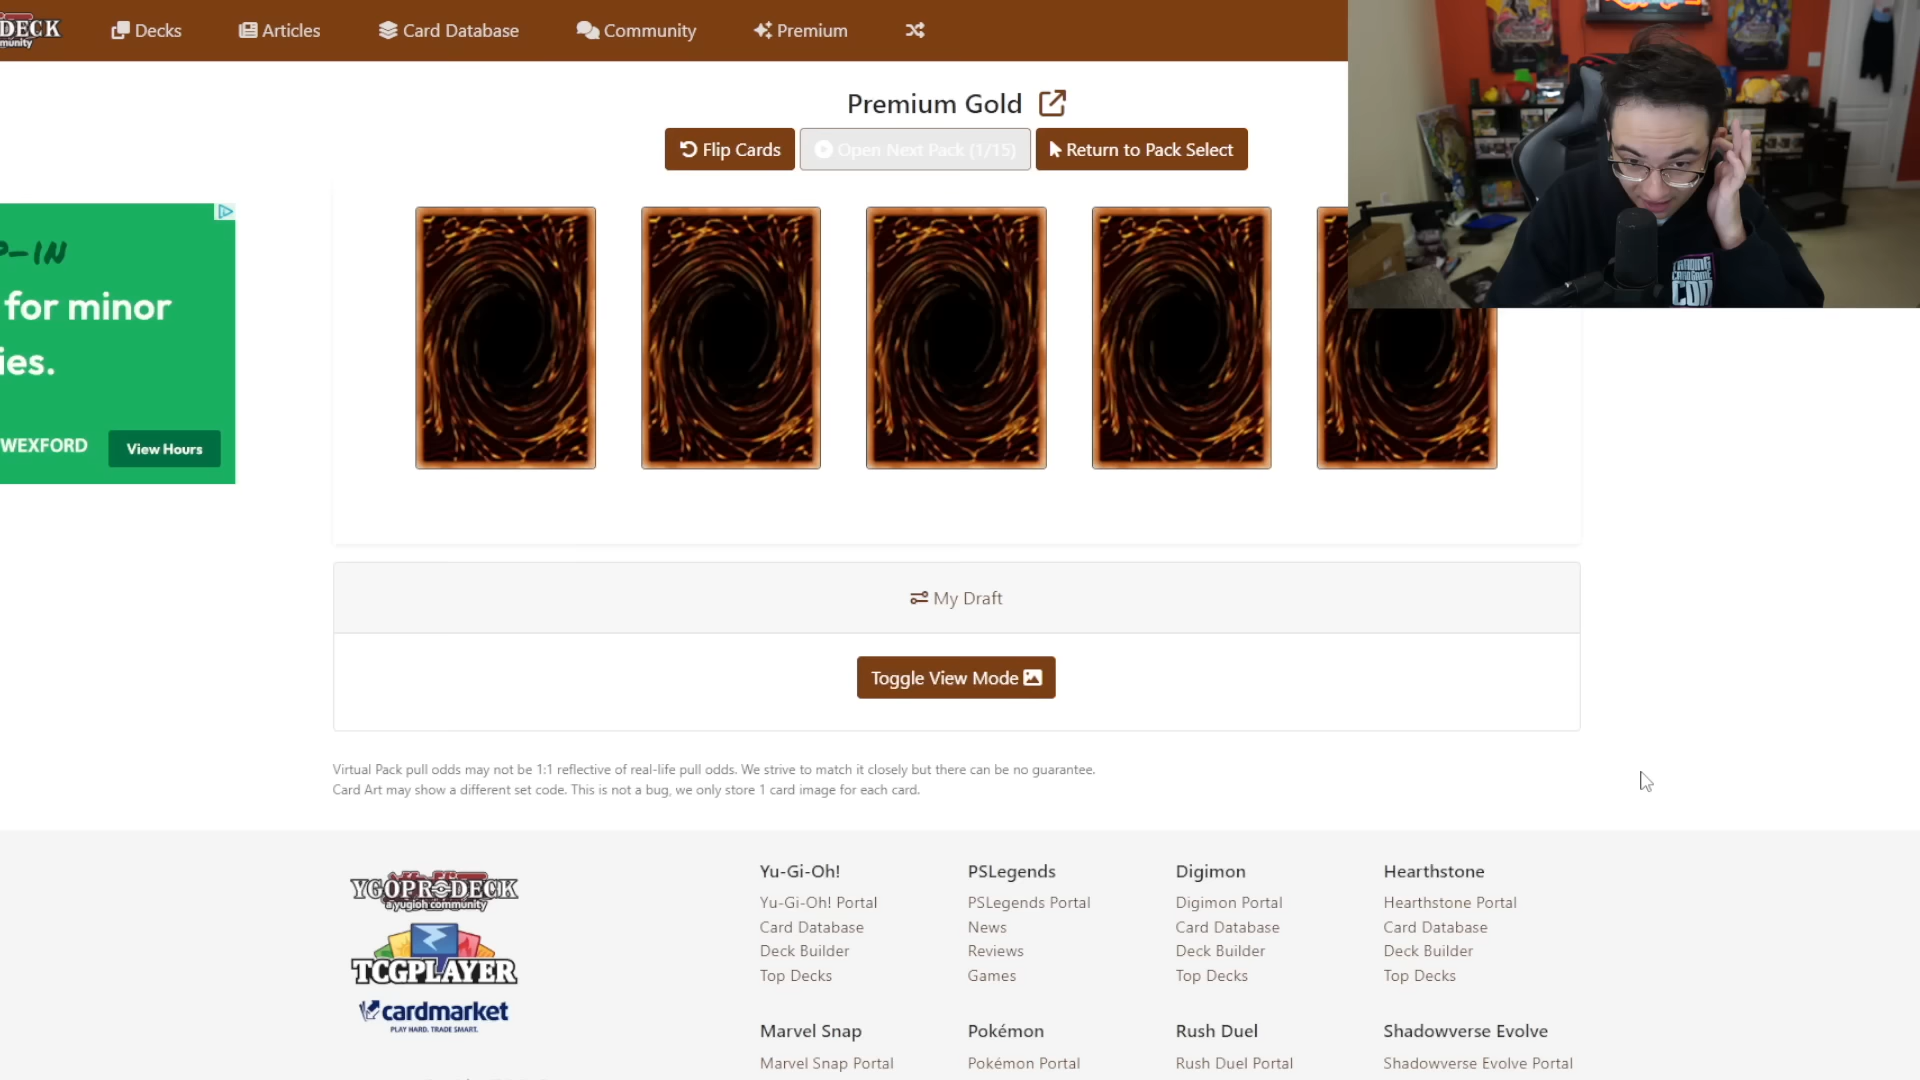 DECK
munity
Decks
Articles
Card Database
Community
Premium
Premium Gold
Flip Cards
Open Next Pack (1/15)
Return to Pack Select
P-IN
for minor
ies.
WEXFORD
View Hours
TRADING
CARD GAME
CON
My Draft
Toggle View Mode
Virtual Pack pull odds may not be 1:1 reflective of real-life pull odds. We strive to match it closely but there can be no guarantee.
Card Art may show a different set code. This is not a bug, we only store 1 card image for each card.
YGOPRODECK
a yugioh community
TCGPLAYER
cardmarket
PLAY HARD. TRADE SMART.
Yu-Gi-Oh!
Yu-Gi-Oh! Portal
Card Database
Deck Builder
Top Decks
PSLegends
PSLegends Portal
News
Reviews
Games
Digimon
Digimon Portal
Card Database
Deck Builder
Top Decks
Hearthstone
Hearthstone Portal
Card Database
Deck Builder
Top Decks
Marvel Snap
Marvel Snap Portal
Pokémon
Pokémon Portal
Rush Duel
Rush Duel Portal
Shadowverse Evolve
Shadowverse Evolve Portal